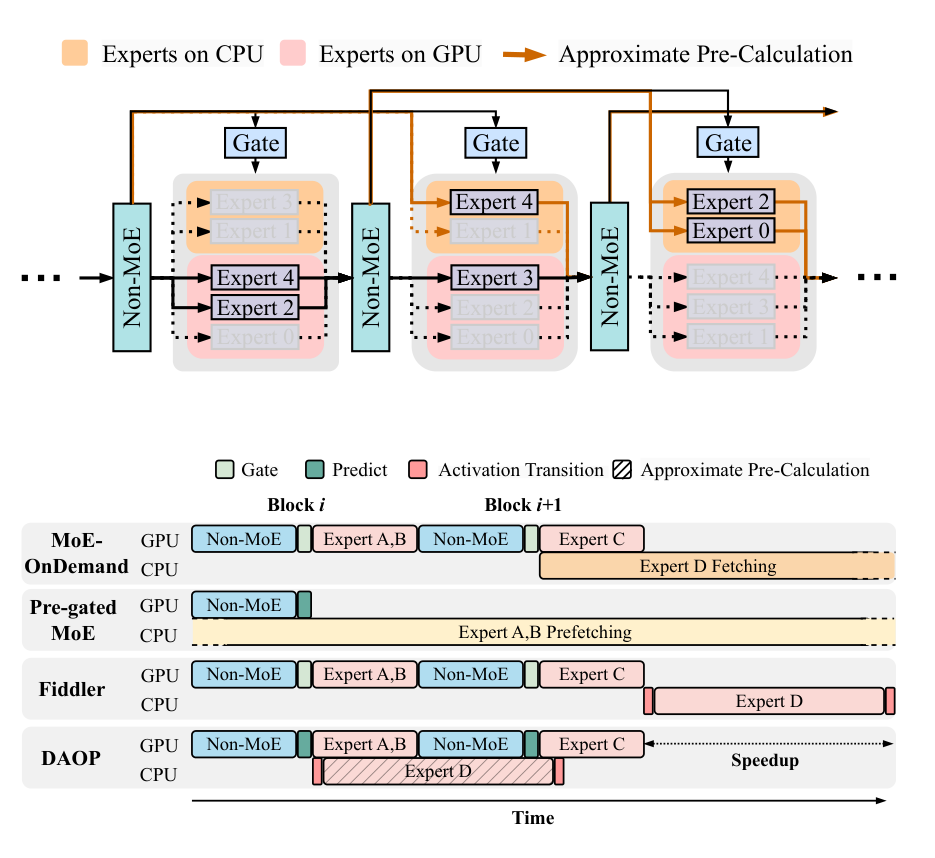 Experts on CPU Experts on GPU Approximate Pre-Calculation
Gate Gate Gate
Non-MoE
Expert 3
Expert 1
Expert 4
Expert 2
Expert 0
Non-MoE
Expert 4
Expert 1
Expert 3
Expert 2
Expert 0
Non-MoE
Expert 2
Expert 0
Expert 4
Expert 3
Expert 1
Gate Predict Activation Transition Approximate Pre-Calculation
Block i Block i+1
MoE-OnDemand
GPU Non-MoE Expert A,B Non-MoE Expert C
CPU Expert D Fetching
Pre-gated
MoE
GPU Non-MoE
CPU Expert A,B Prefetching
Fiddler
GPU Non-MoE Expert A,B Non-MoE Expert C
CPU Expert D
DAOP
GPU Non-MoE Expert A,B Non-MoE Expert C
Speedup
CPU Expert D
Time